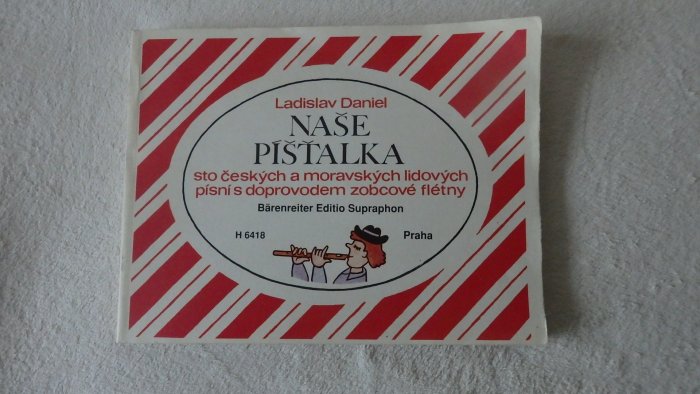 Ladislav Daniel
NAŠE
PÍŠŤALKA
sto českých a moravských lidových
písní s doprovodem zobcové flétny
Bärenreiter Editio Supraphon
H 6418 Praha